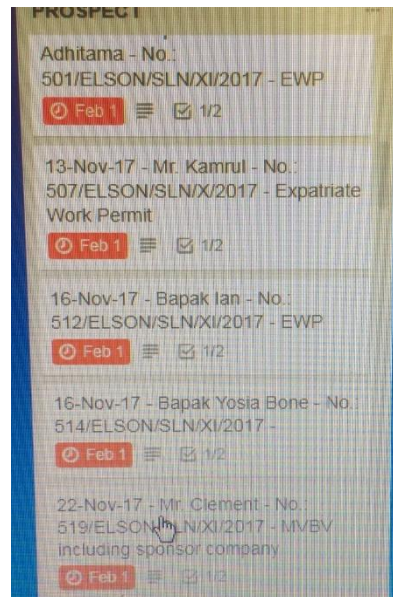 PROSPECT
Adhitama - No.:
501/ELSON/SLN/XI/2017 - EWP
Feb 1 1/2
13-Nov-17 - Mr. Kamrul - No.:
507/ELSON/SLN/X/2017 - Expatriate
Work Permit
Feb 1 1/2
16-Nov-17 - Bapak Ian - No.:
512/ELSON/SLN/XI/2017 - EWP
Feb 1 1/2
16-Nov-17 - Bapak Yosia Bone - No.:
514/ELSON/SLN/XI/2017 -
Feb 1 1/2
22-Nov-17 - Mr. Clement - No.:
519/ELSON/SLN/XI/2017 - MVBV
including sponsor company
Feb 1 1/2